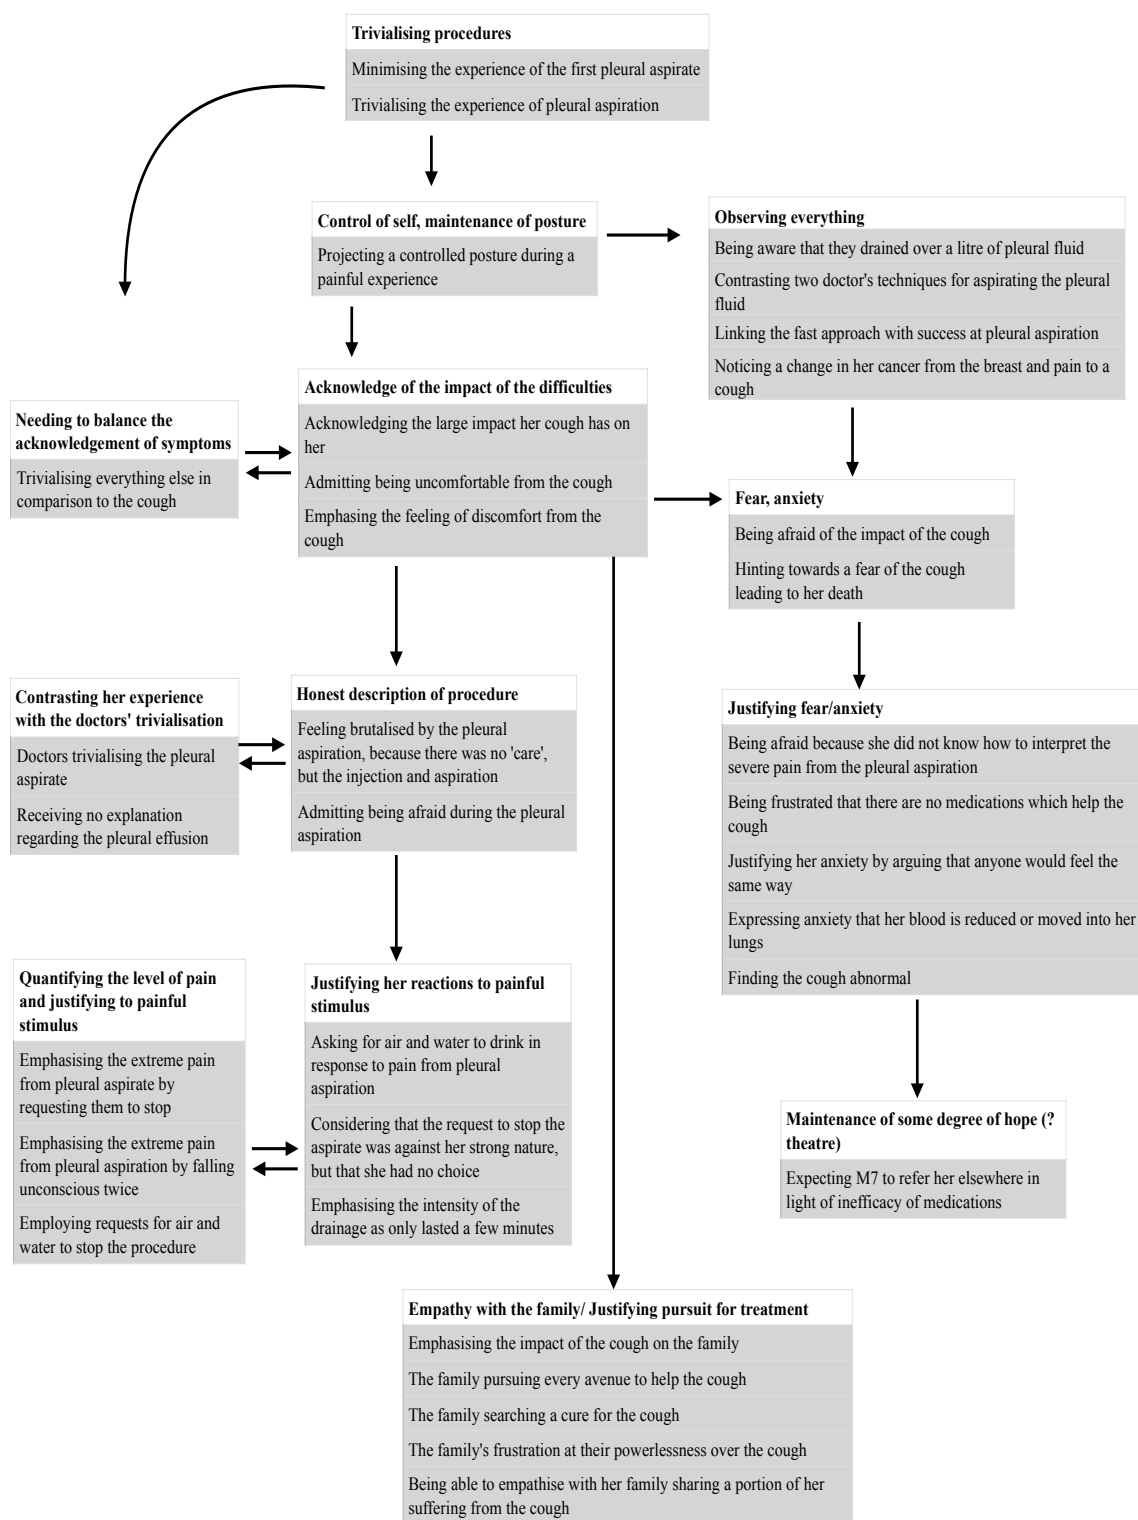 Trivialising procedures
Minimising the experience of the first pleural aspirate
Trivialising the experience of pleural aspiration
Control of self, maintenance of posture
Projecting a controlled posture during a
painful experience
Observing everything
Being aware that they drained over a litre of pleural fluid
Contrasting two doctor's techniques for aspirating the pleural
fluid
Linking the fast approach with success at pleural aspiration
Noticing a change in her cancer from the breast and pain to a
cough
Acknowledge of the impact of the difficulties
Acknowledging the large impact her cough has on
her
Admitting being uncomfortable from the cough
Emphasing the feeling of discomfort from the
cough
Needing to balance the
acknowledgement of symptoms
Trivialising everything else in
comparison to the cough
Fear, anxiety
Being afraid of the impact of the cough
Hinting towards a fear of the cough
leading to her death
Contrasting her experience
with the doctors' trivialisation
Doctors trivialising the pleural
aspirate
Receiving no explanation
regarding the pleural effusion
Honest description of procedure
Feeling brutalised by the pleural
aspiration, because there was no 'care',
but the injection and aspiration
Admitting being afraid during the pleural
aspiration
Justifying fear/anxiety
Being afraid because she did not know how to interpret the
severe pain from the pleural aspiration
Being frustrated that there are no medications which help the
cough
Justifying her anxiety by arguing that anyone would feel the
same way
Expressing anxiety that her blood is reduced or moved into her
lungs
Finding the cough abnormal
Quantifying the level of pain
and justifying to painful
stimulus
Emphasising the extreme pain
from pleural aspirate by
requesting them to stop
Emphasising the extreme pain
from pleural aspiration by falling
unconscious twice
Employing requests for air and
water to stop the procedure
Justifying her reactions to painful
stimulus
Asking for air and water to drink in
response to pain from pleural
aspiration
Considering that the request to stop the
aspirate was against her strong nature,
but that she had no choice
Emphasising the intensity of the
drainage as only lasted a few minutes
Maintenance of some degree of hope (?
theatre)
Expecting M7 to refer her elsewhere in
light of inefficacy of medications
Empathy with the family/ Justifying pursuit for treatment
Emphasising the impact of the cough on the family
The family pursuing every avenue to help the cough
The family searching a cure for the cough
The family's frustration at their powerlessness over the cough
Being able to empathise with her family sharing a portion of her
suffering from the cough